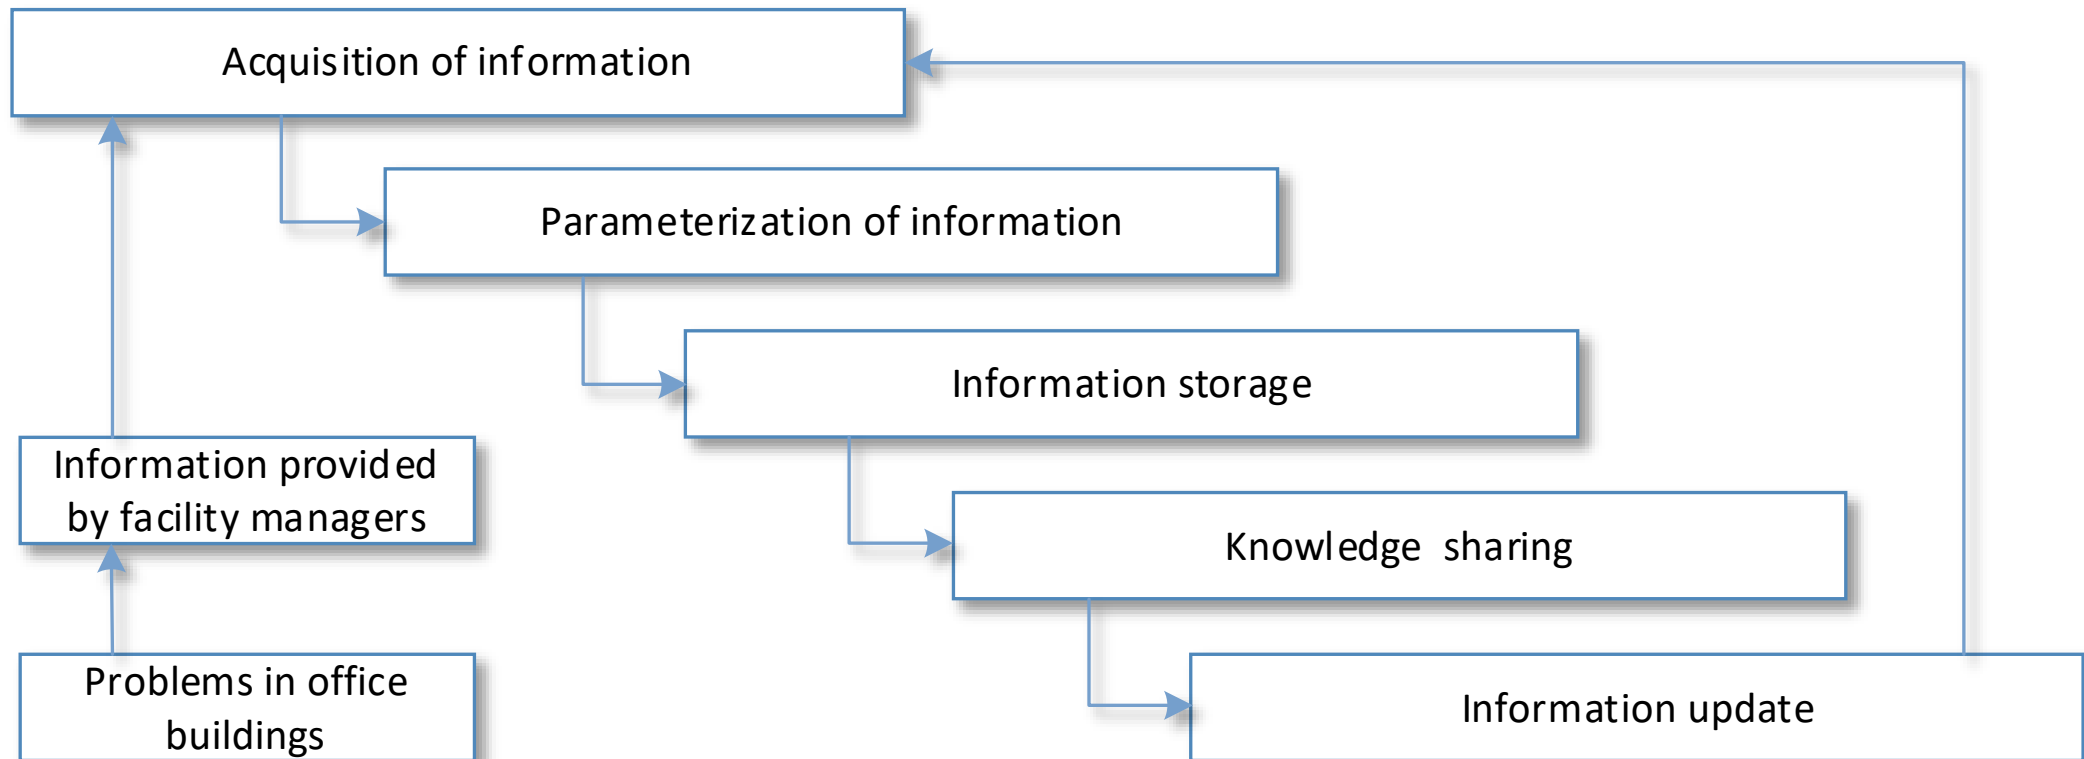 Acquisition of information
Parameterization of information
Information storage
Information provided
by facility managers
Knowledge sharing
Problems in office
buildings
Information update